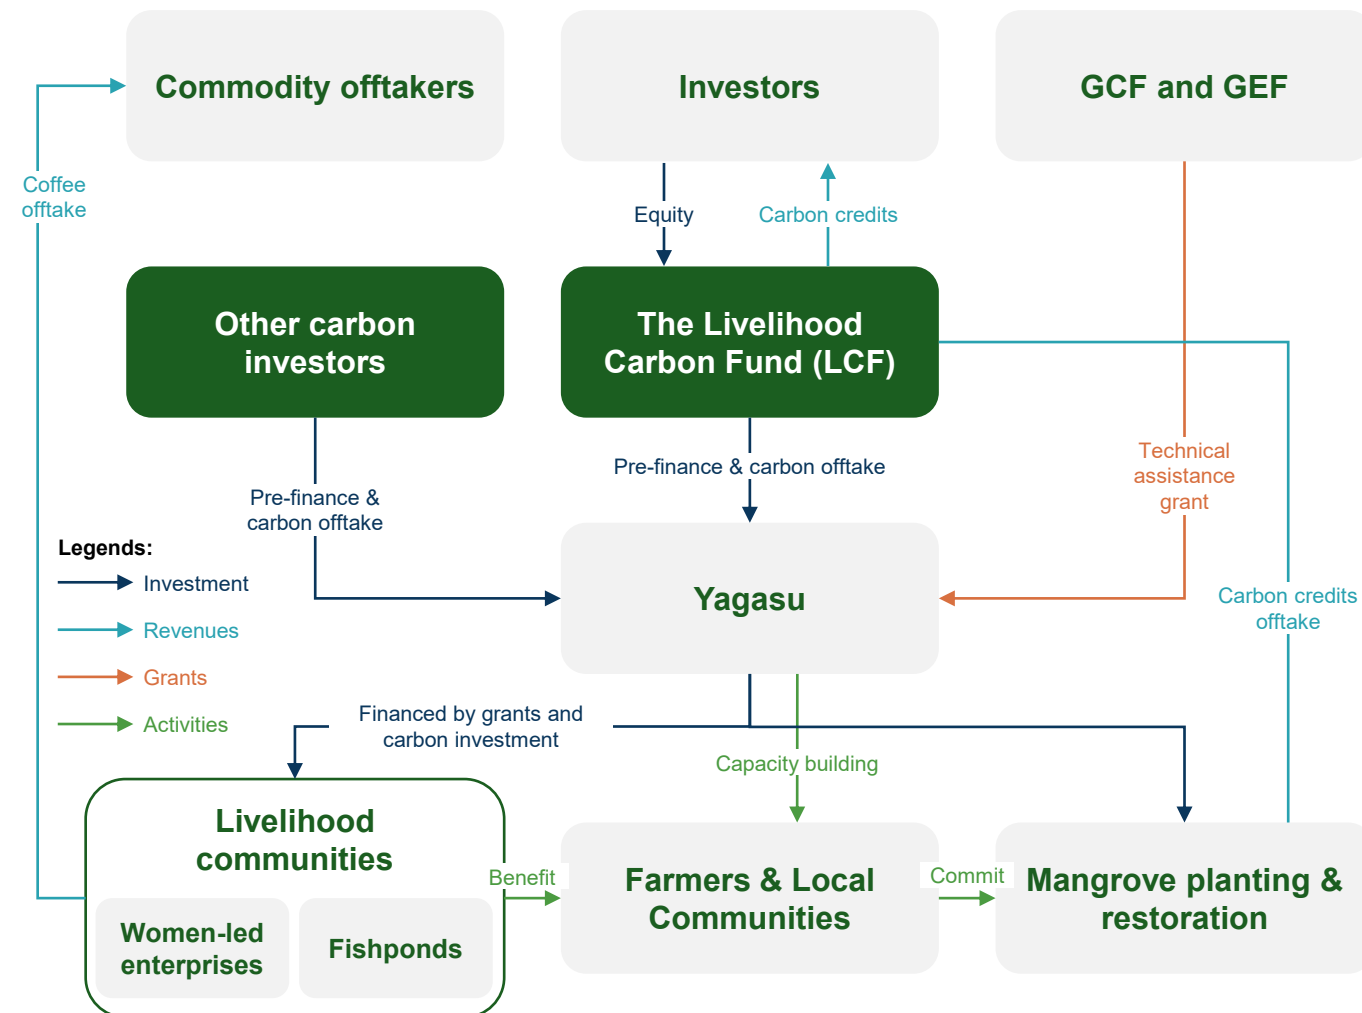 Commodity offtakers
Investors
GCF and GEF
Coffee
offtake
Equity
Carbon credits
Other carbon
investors
The Livelihood
Carbon Fund (LCF)
Pre-finance & carbon offtake
Technical
assistance
grant
Pre-finance &
carbon offtake
Legends:
Investment
Revenues
Grants
Activities
Yagasu
Carbon credits
offtake
Financed by grants and
carbon investment
Capacity building
Livelihood
communities
Women-led
enterprises
Fishponds
Benefit
Farmers & Local
Communities
Commit
Mangrove planting &
restoration